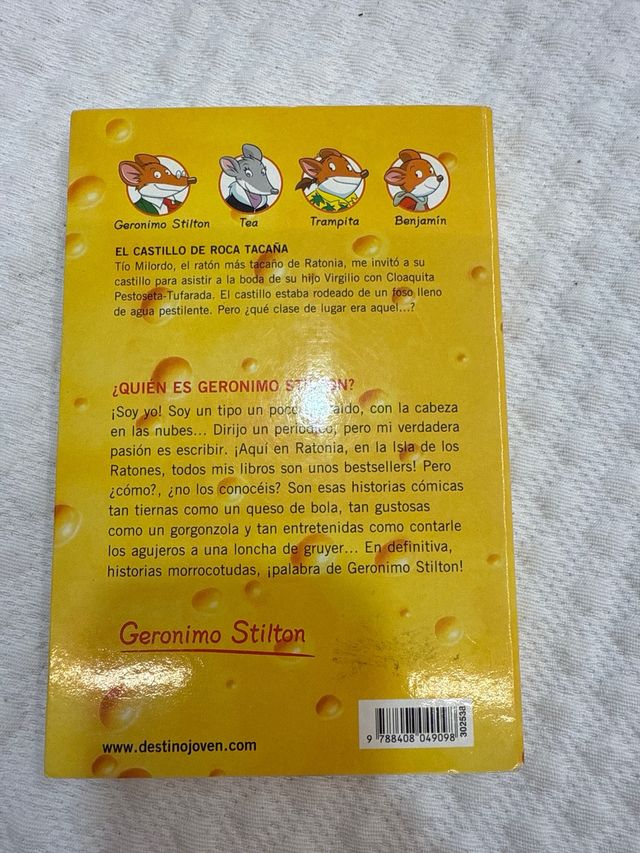 Geronimo Stilton Tea Trampita Benjamín
EL CASTILLO DE ROCA TACAÑA
Tío Milordo, el ratón más tacaño de Ratonia, me invitó a su
castillo para asistir a la boda de su hijo Virgilio con Cloaquita
Pestoseta-Tufarada. El castillo estaba rodeado de un foso lleno
de agua pestilente. Pero ¿qué clase de lugar era aquel...?
¿QUIÉN ES GERONIMO STILTON?
¡Soy yo! Soy un tipo un poco, con la cabeza
en las nubes... Dirijo un periódico, pero mi verdadera
pasión es escribir. ¡Aquí en Ratonia, en la Isla de los
Ratones, todos mis libros son unos bestsellers! Pero
¿cómo?, ¿no los conocéis? Son esas historias cómicas
tan tiernas como un queso de bola, tan gustosas
como un gorgonzola y tan entretenidas como contarle
los agujeros a una loncha de gruyer... En definitiva,
historias morrocotudas, ¡palabra de Geronimo Stilton!
Geronimo Stilton
www.destinojoven.com
9 788408 049098
302538